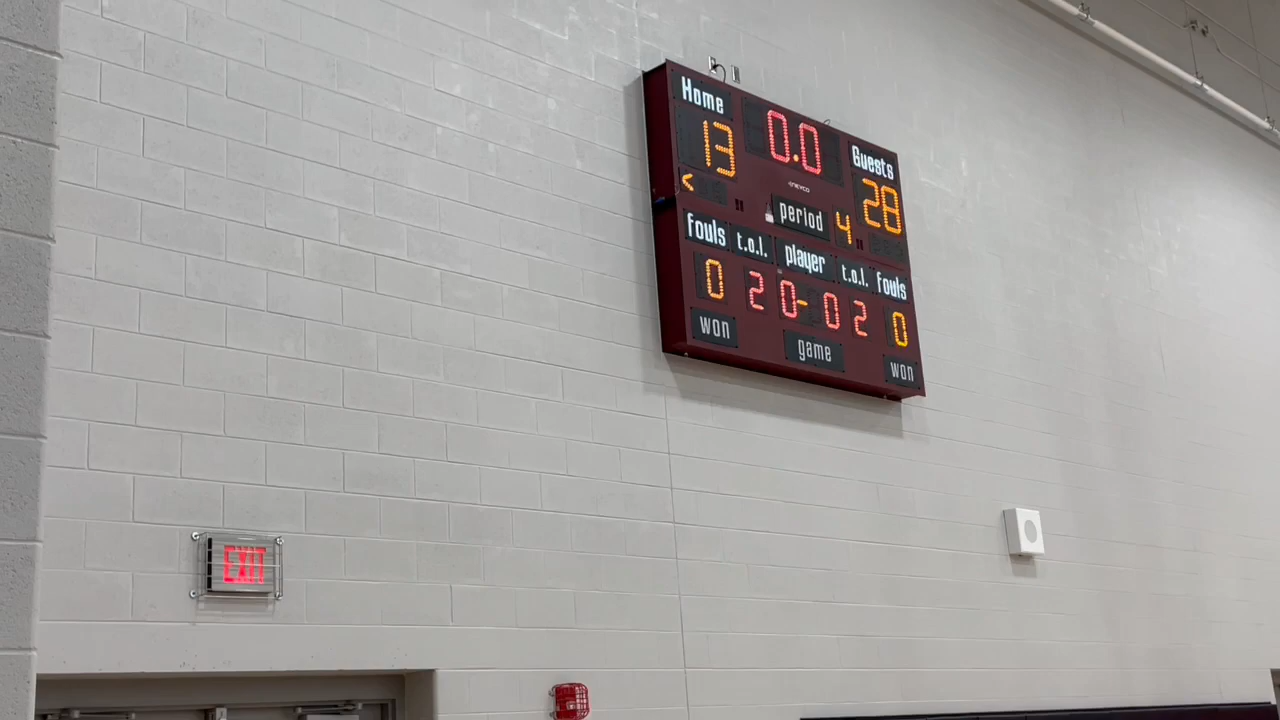 Home 0.0 Guests
13 28
<
NEVCO
period 4
fouls t.o.l. player t.o.l. fouls
0 2 0-0 2 0
won game won
EXIT